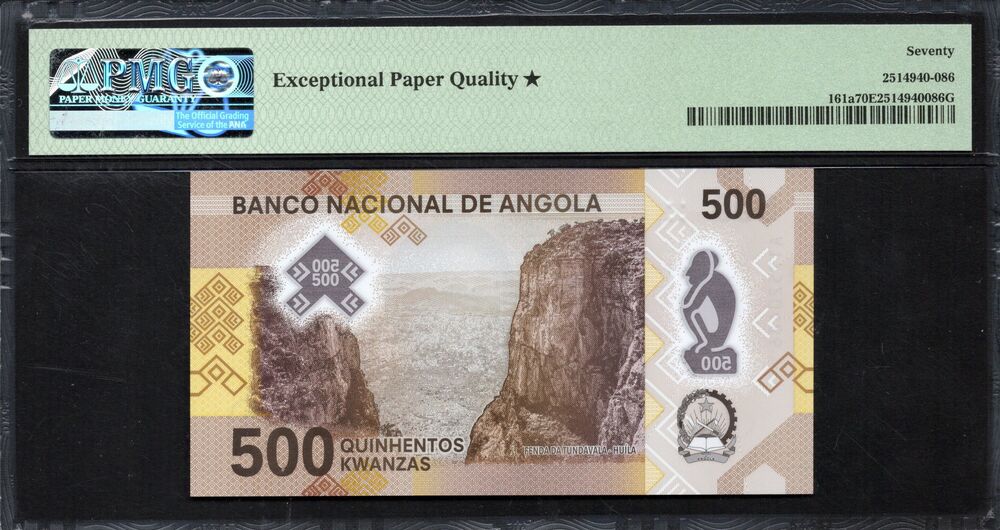 PMG
PAPER MONEY GUARANTY
The Official Grading
Service of the ANA
Exceptional Paper Quality ★
Seventy
2514940-086
161a70E2514940086G
BANCO NACIONAL DE ANGOLA
500
500
500
500
500 QUINHENTOS
KWANZAS
FENDA DA TUNDAVALA - HUÍLA
ANGOLA